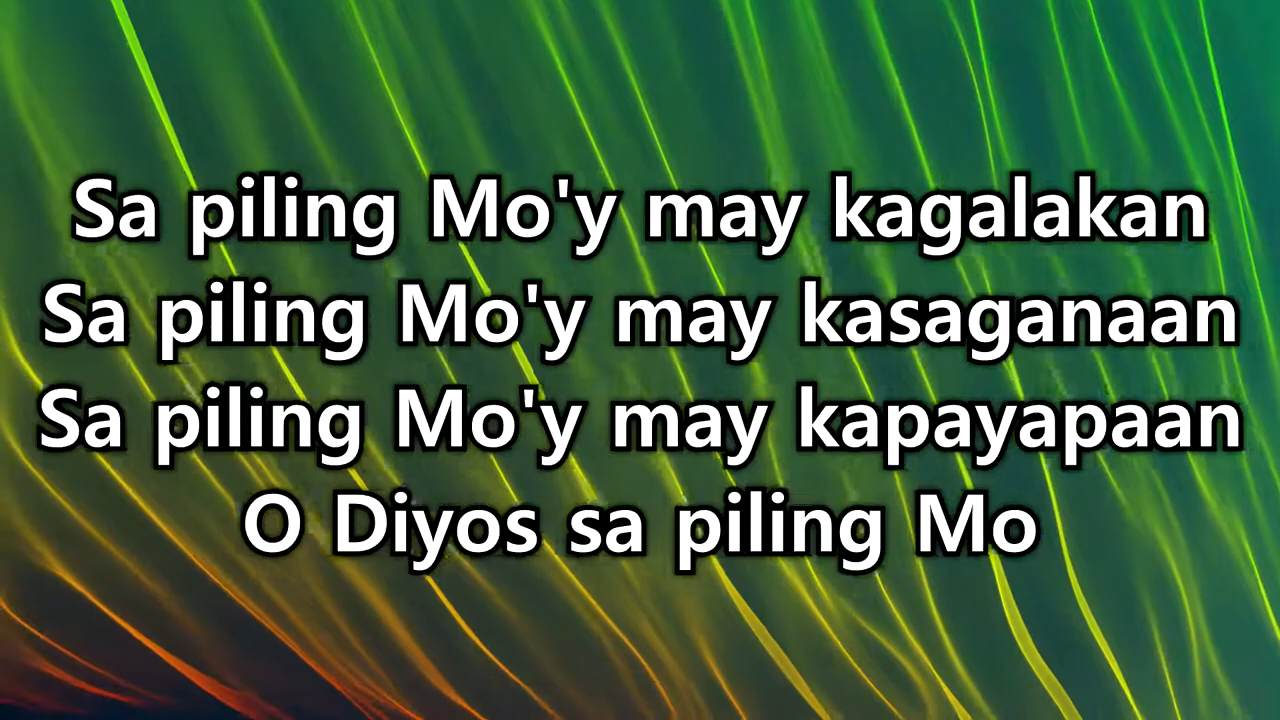 Sa piling Mo'y may kagalakan
Sa piling Mo'y may kasaganaan
Sa piling Mo'y may kapayapaan
O Diyos sa piling Mo